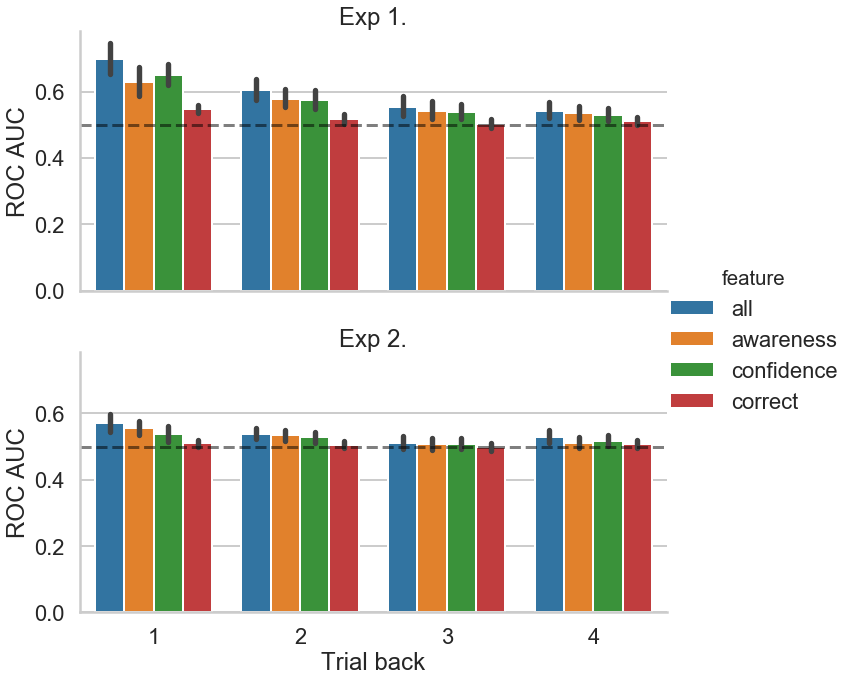 Exp 1.
ROC AUC
0.6
0.4
0.2
0.0
Exp 2.
ROC AUC
0.6
0.4
0.2
0.0
1 2 3 4
Trial back
feature
all
awareness
confidence
correct